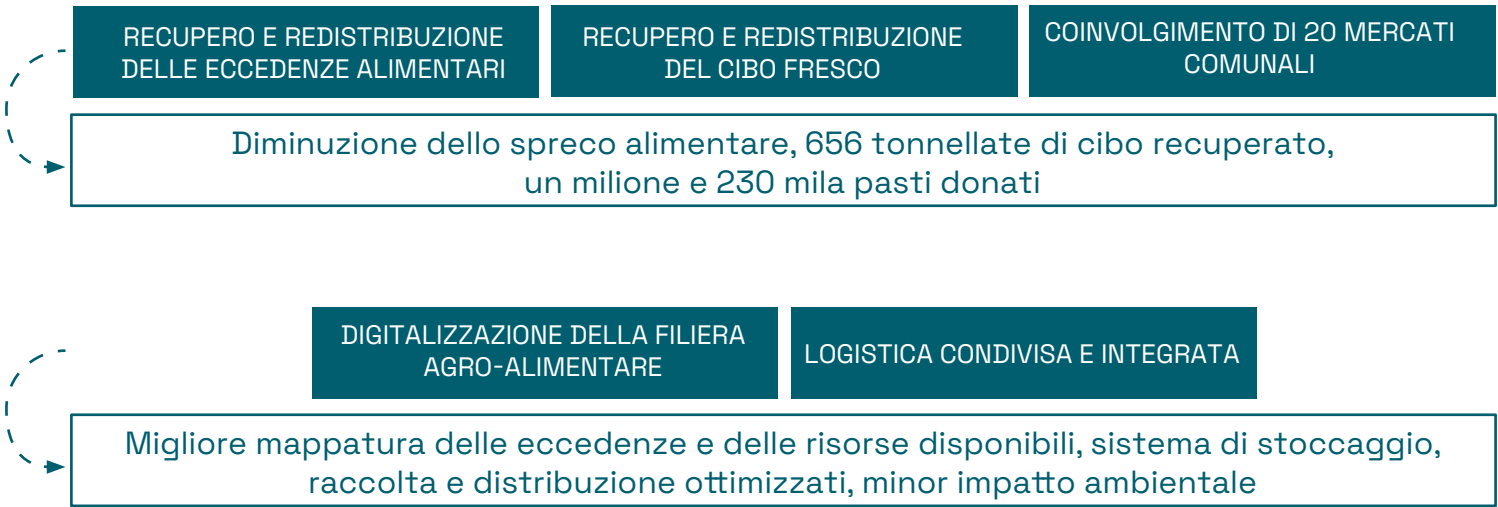 RECUPERO E REDISTRIBUZIONE
DELLE ECCEDENZE ALIMENTARI
RECUPERO E REDISTRIBUZIONE
DEL CIBO FRESCO
COINVOLGIMENTO DI 20 MERCATI
COMUNALI
Diminuzione dello spreco alimentare, 656 tonnellate di cibo recuperato,
un milione e 230 mila pasti donati
DIGITALIZZAZIONE DELLA FILIERA
AGRO-ALIMENTARE
LOGISTICA CONDIVISA E INTEGRATA
Migliore mappatura delle eccedenze e delle risorse disponibili, sistema di stoccaggio,
raccolta e distribuzione ottimizzati, minor impatto ambientale